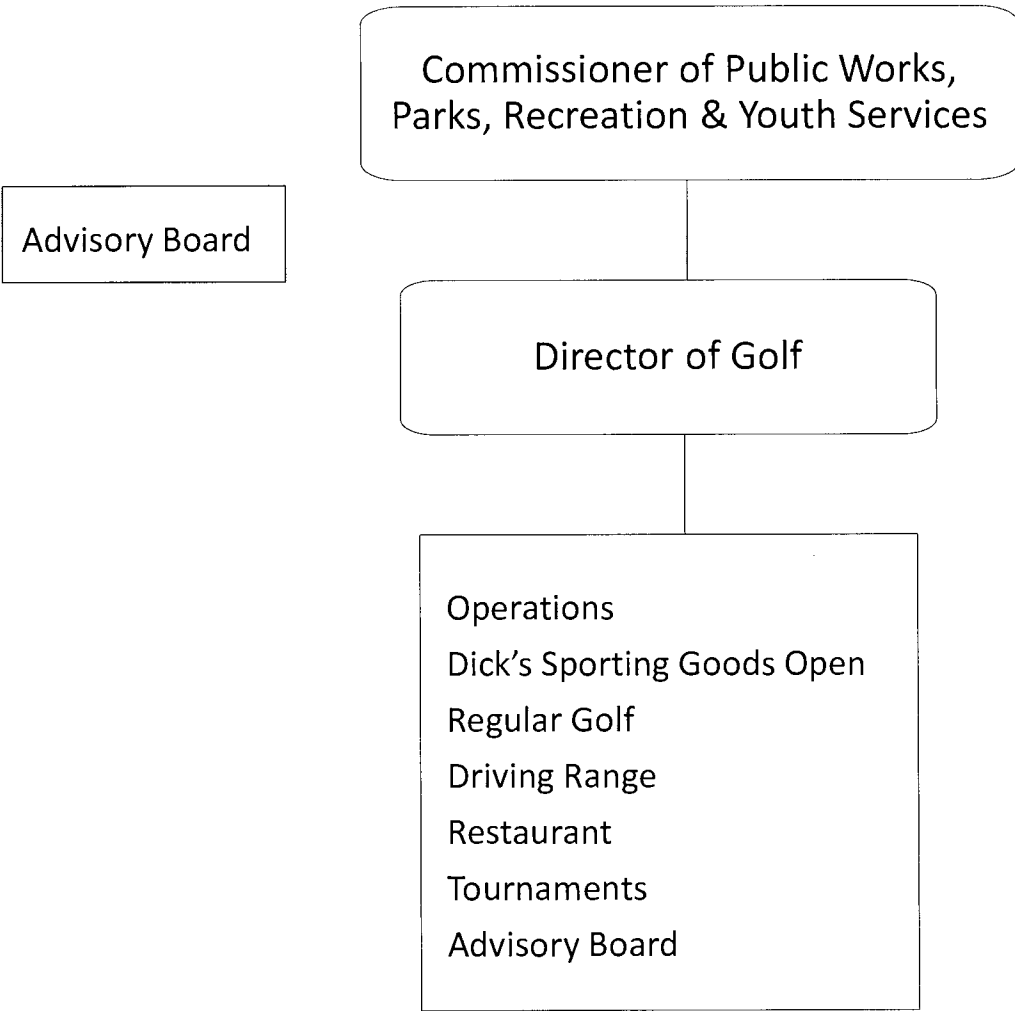 Commissioner of Public Works,
Parks, Recreation & Youth Services
Advisory Board
Director of Golf
Operations
Dick's Sporting Goods Open
Regular Golf
Driving Range
Restaurant
Tournaments
Advisory Board